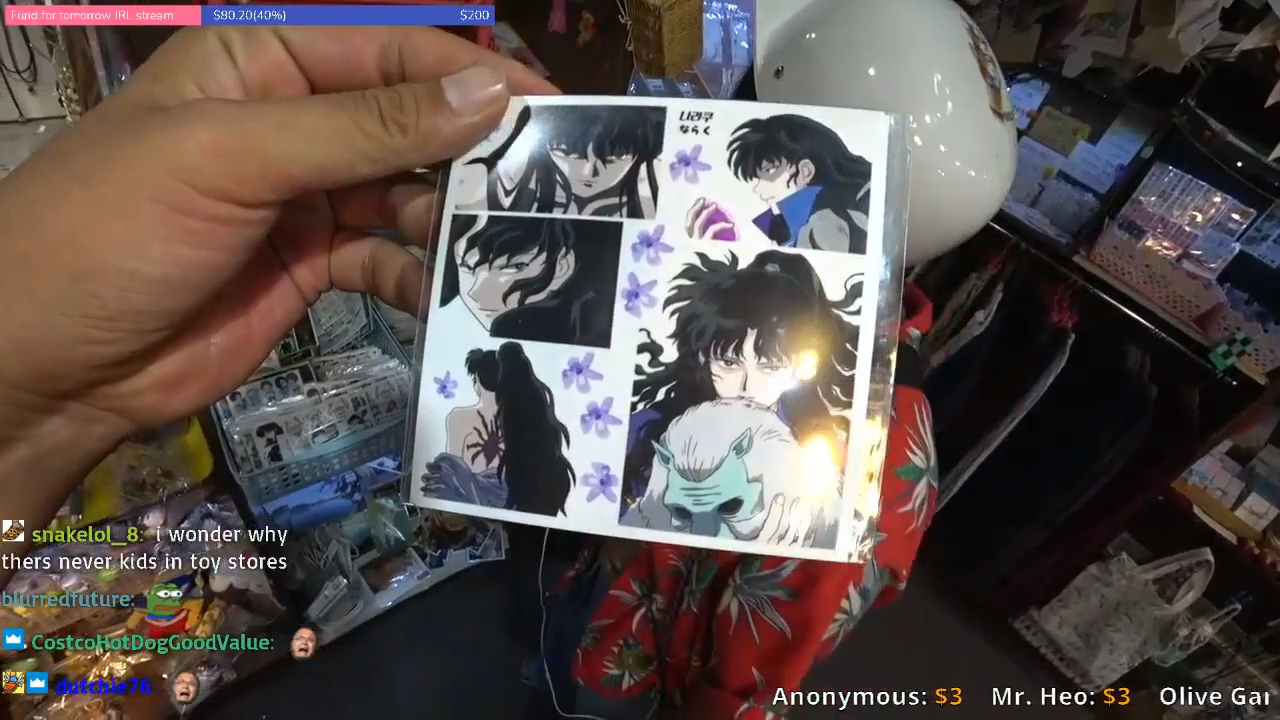 Fund:for tomorrow IRL stream
$80.20(40%)
$200
나라쿠
ならく
snakelol_8: i wonder why
thers never kids in toy stores
blurredfuture:
CostcoHotDogGoodValue:
dutchie76
Anonymous: $3 Mr. Heo: $3 Olive Gar